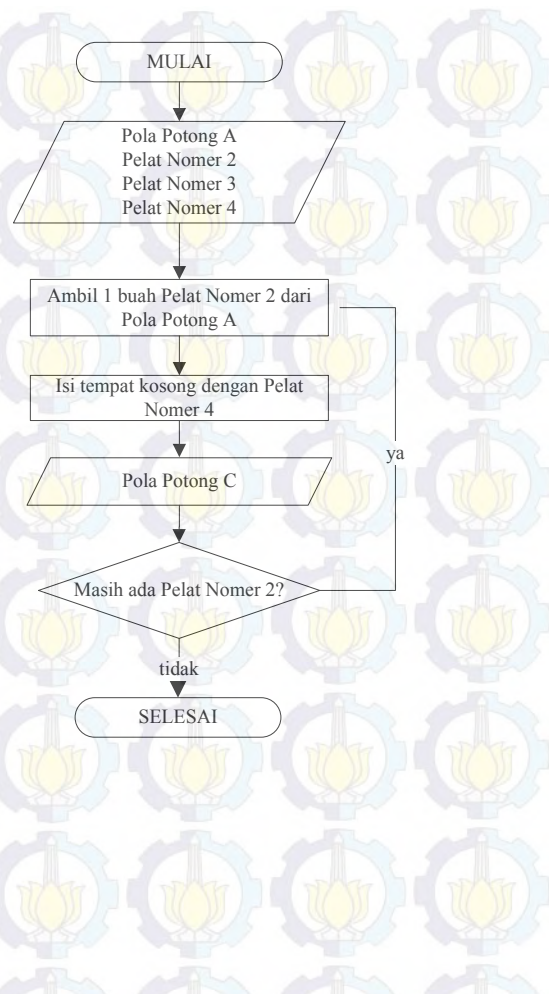 MULAI
Pola Potong A
Pelat Nomer 2
Pelat Nomer 3
Pelat Nomer 4
Ambil 1 buah Pelat Nomer 2 dari
Pola Potong A
Isi tempat kosong dengan Pelat
Nomer 4
ya
Pola Potong C
Masih ada Pelat Nomer 2?
tidak
SELESAI